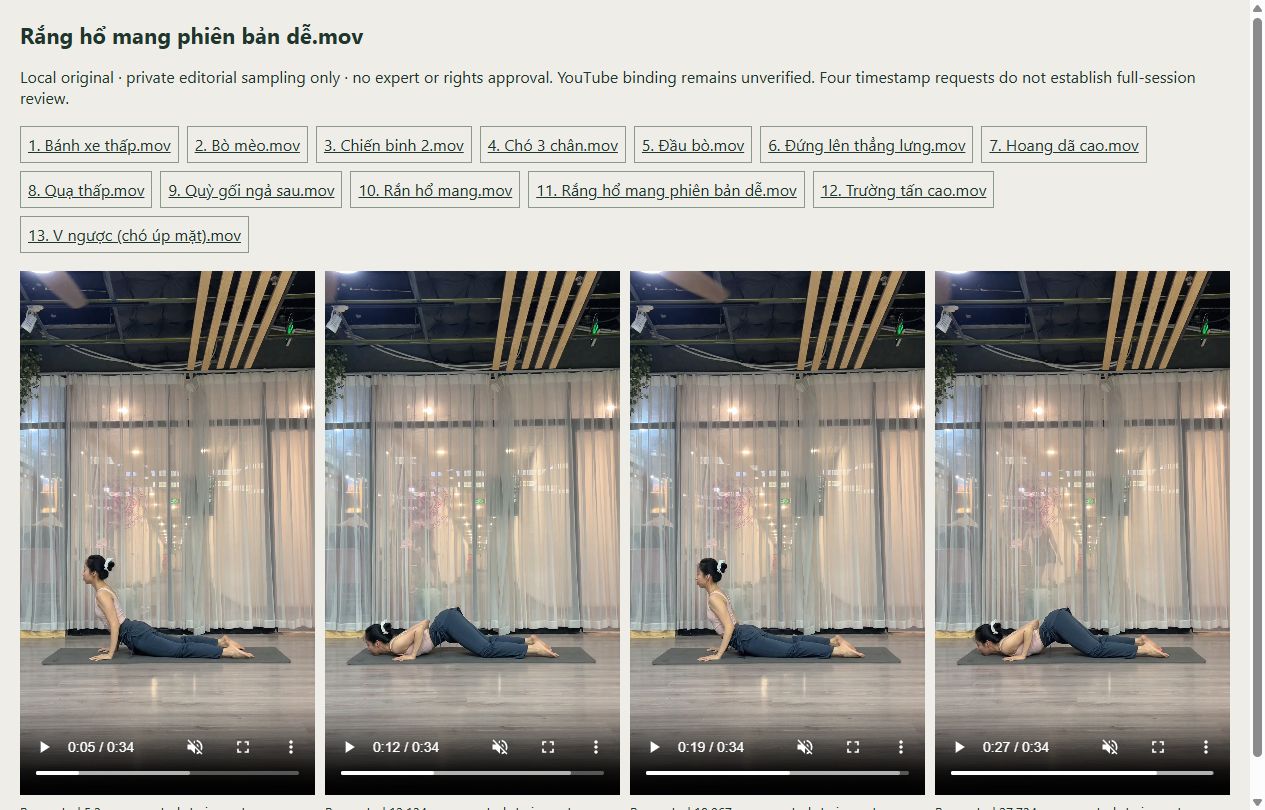 Rắng hổ mang phiên bản dễ.mov
Local original · private editorial sampling only · no expert or rights approval. YouTube binding remains unverified. Four timestamp requests do not establish full-session
review.
1. Bánh xe thấp.mov 2. Bò mèo.mov 3. Chiến binh 2.mov 4. Chó 3 chân.mov 5. Đầu bò.mov 6. Đứng lên thẳng lưng.mov 7. Hoang dã cao.mov
8. Quạ thấp.mov 9. Quỳ gối ngả sau.mov 10. Rắn hổ mang.mov 11. Rắng hổ mang phiên bản dễ.mov 12. Trường tấn cao.mov
13. V ngược (chó úp mặt).mov
0:05 / 0:34 0:12 / 0:34 0:19 / 0:34 0:27 / 0:34